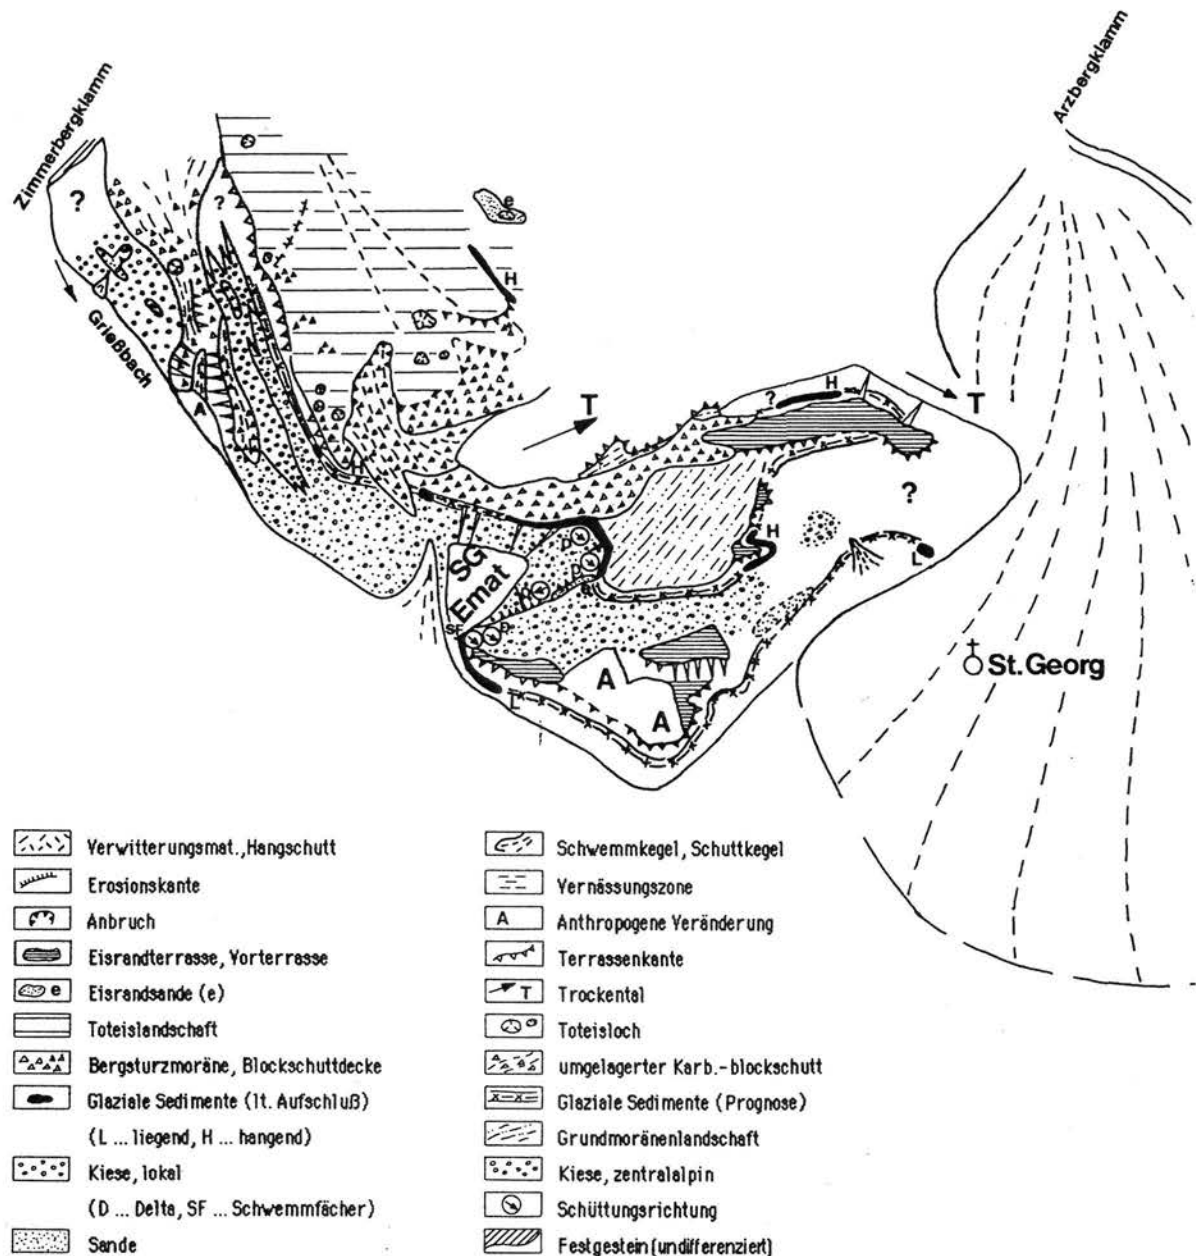 Zimmerbergklamm
Arzbergklamm
?
?
e
H
Grießbach
A
H
T
?
H
T
?
H
L
SG
Emat
D
D
D
D
SF
L
A
A
St. Georg
Verwitterungsmat., Hangschutt
Erosionskante
Anbruch
Eisrandterrasse, Vorterrasse
e Eisrandsande (e)
Toteislandschaft
Bergsturzmoräne, Blockschuttdecke
Glaziale Sedimente (lt. Aufschluß)
(L ... liegend, H ... hangend)
Kiese, lokal
(D ... Delta, SF ... Schwemmfächer)
Sande
Schwemmkegel, Schuttkegel
Vernässungszone
A Anthropogene Veränderung
Terrassenkante
T Trockental
Toteisloch
umgelagerter Karb.-blockschutt
Glaziale Sedimente (Prognose)
Grundmoränenlandschaft
Kiese, zentralalpin
Schüttungsrichtung
Festgestein (undifferenziert)